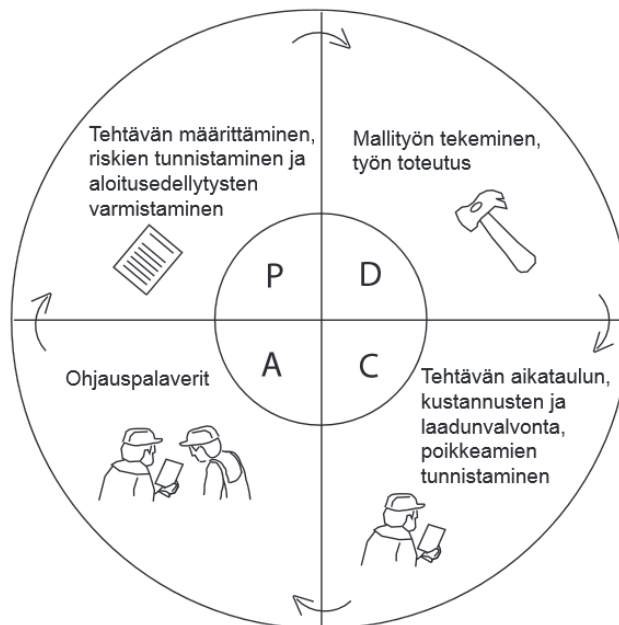 Tehtävän määrittäminen,
riskien tunnistaminen ja
aloitusedellytysten
varmistaminen
Mallityön tekeminen,
työn toteutus
P
D
A
C
Ohjauspalaverit
Tehtävän aikataulun,
kustannusten ja
laadunvalvonta,
poikkeamien
tunnistaminen